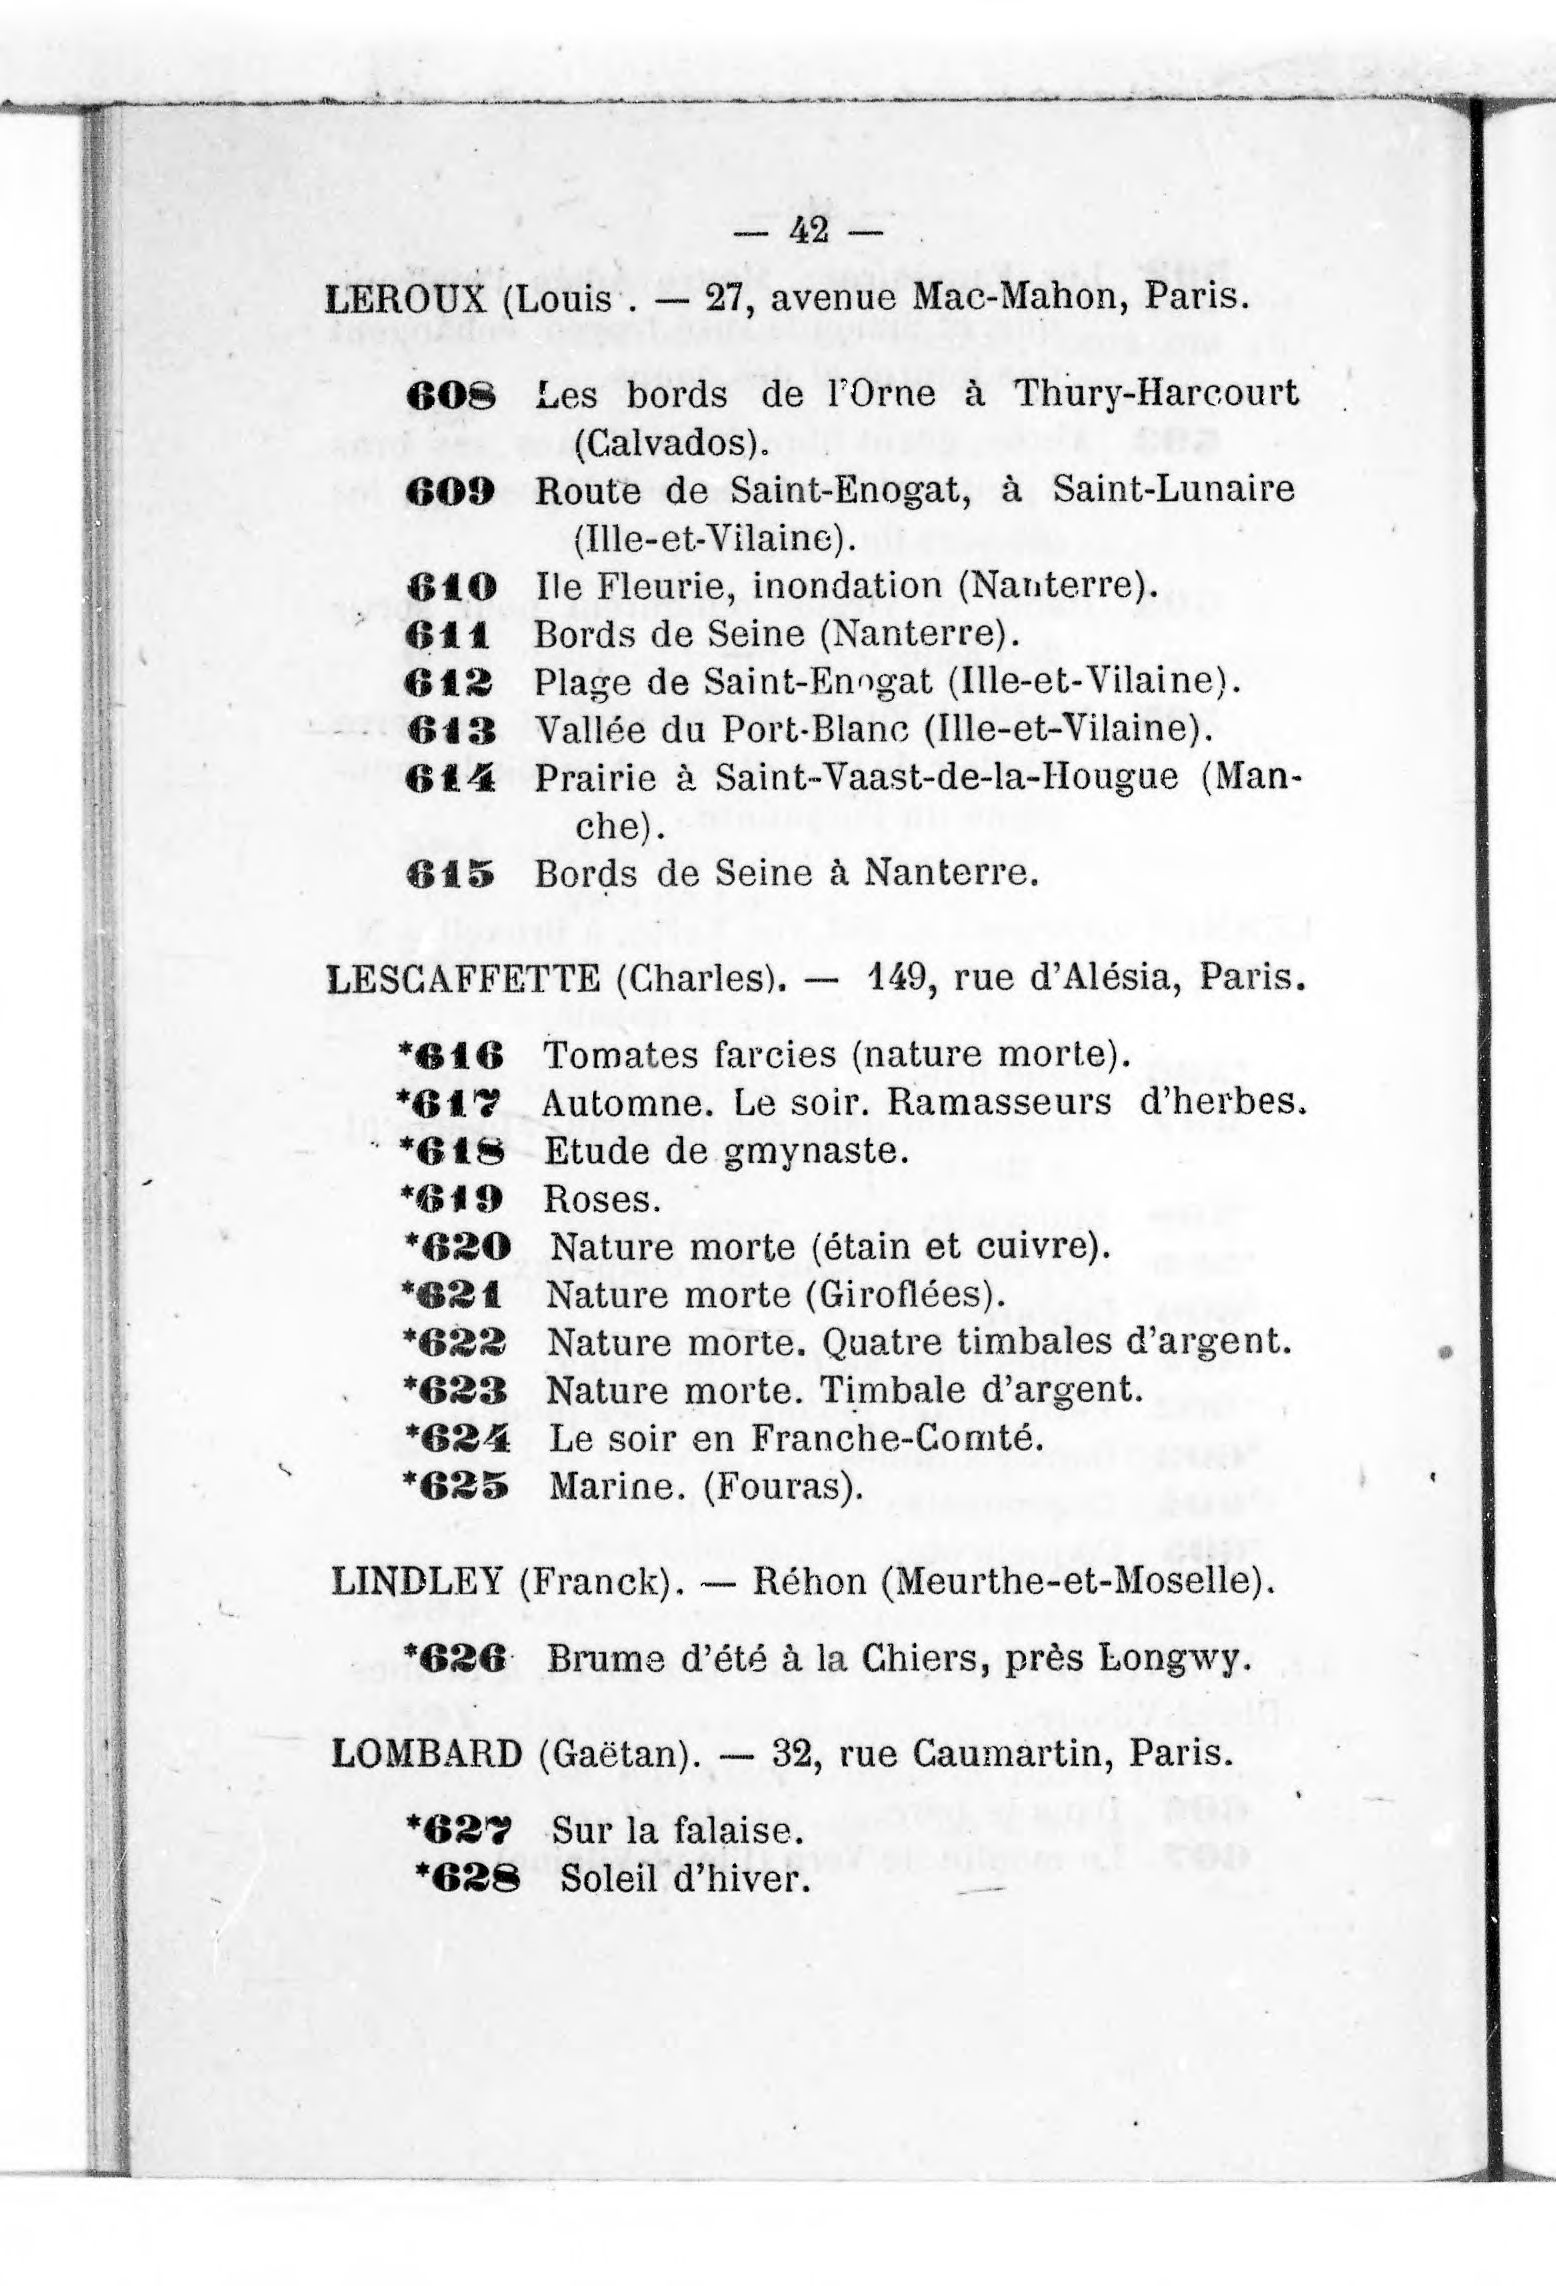 — 42 —
LEROUX (Louis . — 27, avenue Mac-Mahon, Paris.
608 Les bords de l'Orne à Thury-Harcourt
(Calvados).
609 Route de Saint-Enogat, à Saint-Lunaire
(Ille-et-Vilaine).
610 Ile Fleurie, inondation (Nanterre).
611 Bords de Seine (Nanterre).
612 Plage de Saint-Enogat (Ille-et-Vilaine).
613 Vallée du Port-Blanc (Ille-et-Vilaine).
614 Prairie à Saint-Vaast-de-la-Hougue (Man-
che).
615 Bords de Seine à Nanterre.
LESCAFFETTE (Charles). — 149, rue d'Alésia, Paris.
*616 Tomates farcies (nature morte).
*617 Automne. Le soir. Ramasseurs d'herbes.
*618 Etude de gmynaste.
*619 Roses.
*620 Nature morte (étain et cuivre).
*621 Nature morte (Giroflées).
*622 Nature morte. Quatre timbales d'argent.
*623 Nature morte. Timbale d'argent.
*624 Le soir en Franche-Comté.
*625 Marine. (Fouras).
LINDLEY (Franck). — Réhon (Meurthe-et-Moselle).
*626 Brume d'été à la Chiers, près Longwy.
LOMBARD (Gaëtan). — 32, rue Caumartin, Paris.
*627 Sur la falaise.
*628 Soleil d'hiver.